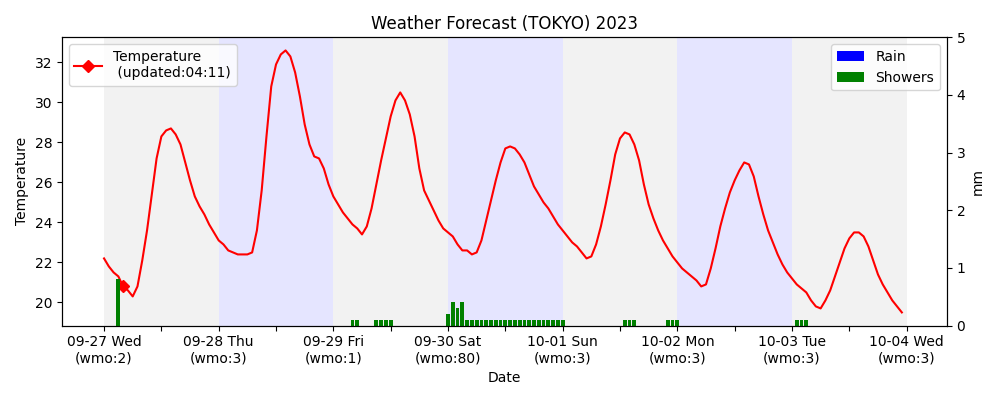 Weather Forecast (TOKYO) 2023
Temperature
(updated:04:11)
Rain
Showers
Temperature
32
30
28
26
24
22
20
5
4
3
2
1
0
mm
09-27 Wed
(wmo:2)
09-28 Thu
(wmo:3)
09-29 Fri
(wmo:1)
09-30 Sat
(wmo:80)
10-01 Sun
(wmo:3)
10-02 Mon
(wmo:3)
10-03 Tue
(wmo:3)
10-04 Wed
(wmo:3)
Date